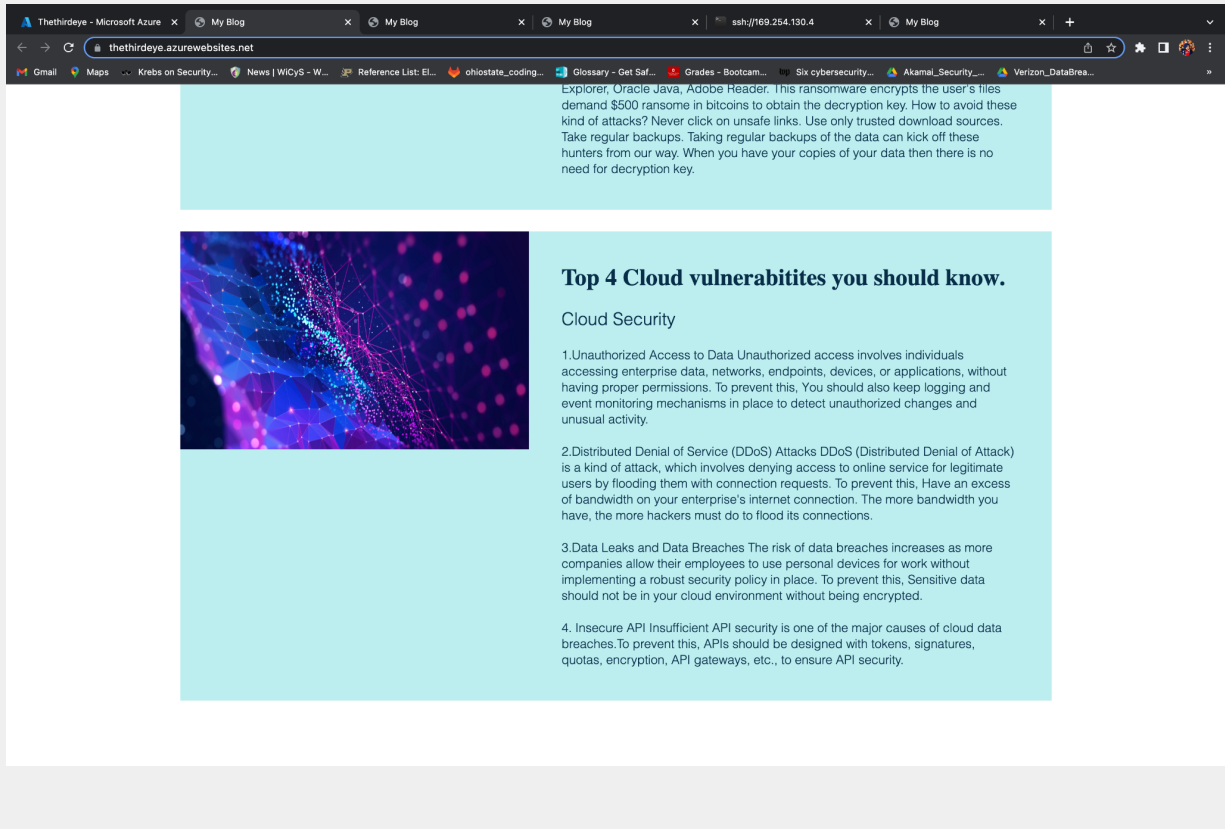 Thethirdeye - Microsoft Azure
My Blog
My Blog
My Blog
ssh://169.254.130.4
My Blog
thethirdeye.azurewebsites.net
Gmail
Maps
Krebs on Security...
News | WiCyS - W...
Reference List: El...
ohiostate_coding...
Glossary - Get Saf...
Grades - Bootcam...
Six cybersecurity...
Akamai_Security_...
Verizon_DataBrea...
Explorer, Oracle Java, Adobe Reader. This ransomware encrypts the user's files
demand $500 ransome in bitcoins to obtain the decryption key. How to avoid these
kind of attacks? Never click on unsafe links. Use only trusted download sources.
Take regular backups. Taking regular backups of the data can kick off these
hunters from our way. When you have your copies of your data then there is no
need for decryption key.
Top 4 Cloud vulnerabitites you should know.
Cloud Security
1.Unauthorized Access to Data Unauthorized access involves individuals
accessing enterprise data, networks, endpoints, devices, or applications, without
having proper permissions. To prevent this, You should also keep logging and
event monitoring mechanisms in place to detect unauthorized changes and
unusual activity.
2.Distributed Denial of Service (DDoS) Attacks DDoS (Distributed Denial of Attack)
is a kind of attack, which involves denying access to online service for legitimate
users by flooding them with connection requests. To prevent this, Have an excess
of bandwidth on your enterprise's internet connection. The more bandwidth you
have, the more hackers must do to flood its connections.
3.Data Leaks and Data Breaches The risk of data breaches increases as more
companies allow their employees to use personal devices for work without
implementing a robust security policy in place. To prevent this, Sensitive data
should not be in your cloud environment without being encrypted.
4. Insecure API Insufficient API security is one of the major causes of cloud data
breaches.To prevent this, APIs should be designed with tokens, signatures,
quotas, encryption, API gateways, etc., to ensure API security.